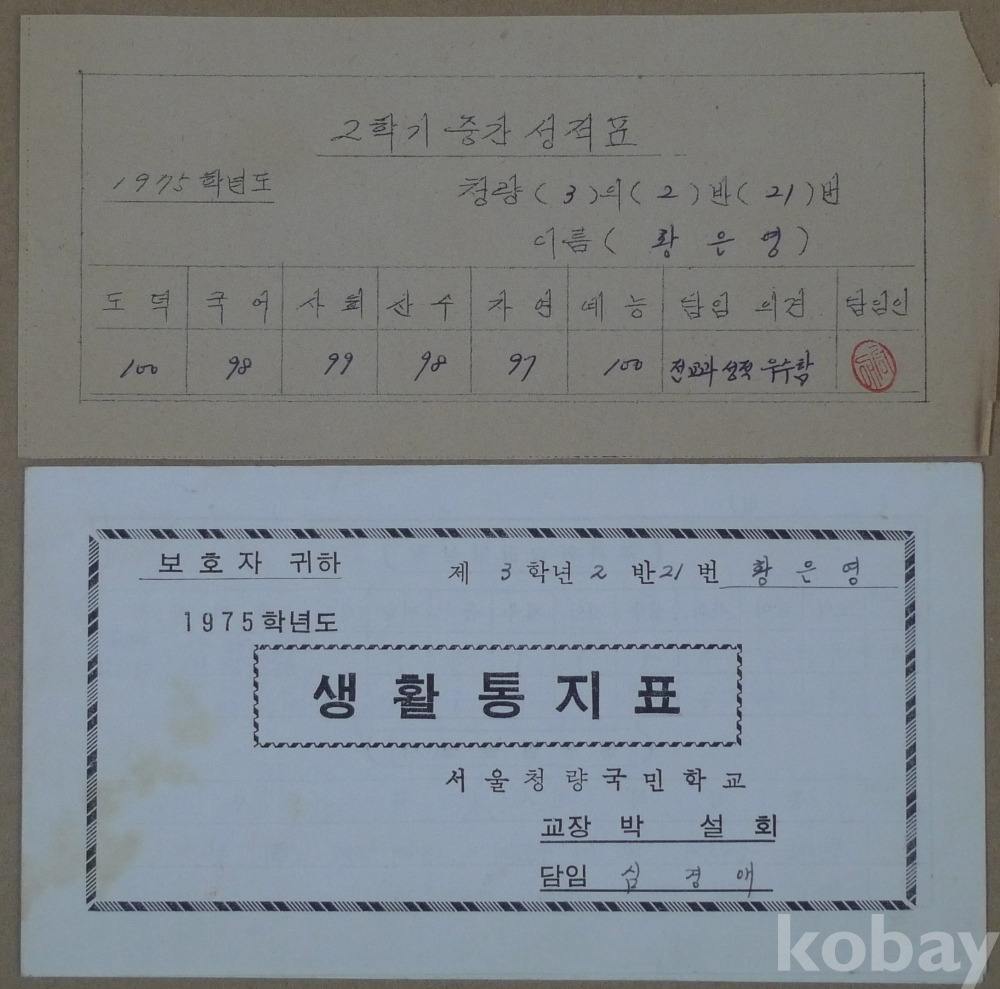 2학기 중간 성적표
1975학년도
청량(3)의(2)반(21)번
이름( 황 은 영 )
도덕 국어 사회 산수 자연 예능 담임 의견 담임인
100 98 99 98 97 100 전교과 성적 우수함
보호자 귀하
제 3 학년 2 반 21 번 황 은 영
1975학년도
생활통지표
서울청량국민학교
교장 박 설 회
담임 심 경 애
kobay